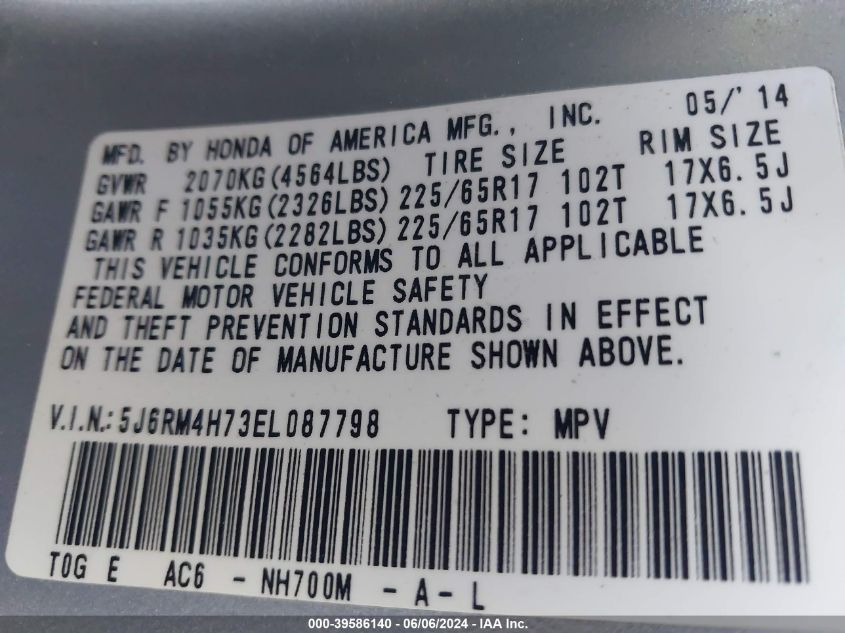 MFD. BY HONDA OF AMERICA MFG., INC. 05/'14
GVWR 2070KG(4564LBS) TIRE SIZE RIM SIZE
GAWR F 1055KG(2326LBS) 225/65R17 102T 17X6.5J
GAWR R 1035KG(2282LBS) 225/65R17 102T 17X6.5J
THIS VEHICLE CONFORMS TO ALL APPLICABLE
FEDERAL MOTOR VEHICLE SAFETY
AND THEFT PREVENTION STANDARDS IN EFFECT
ON THE DATE OF MANUFACTURE SHOWN ABOVE.
V.I.N.: 5J6RM4H73EL087798 TYPE: MPV
T0G E AC6 - NH700M - A - L
000-39586140 - 06/06/2024 - IAA Inc.